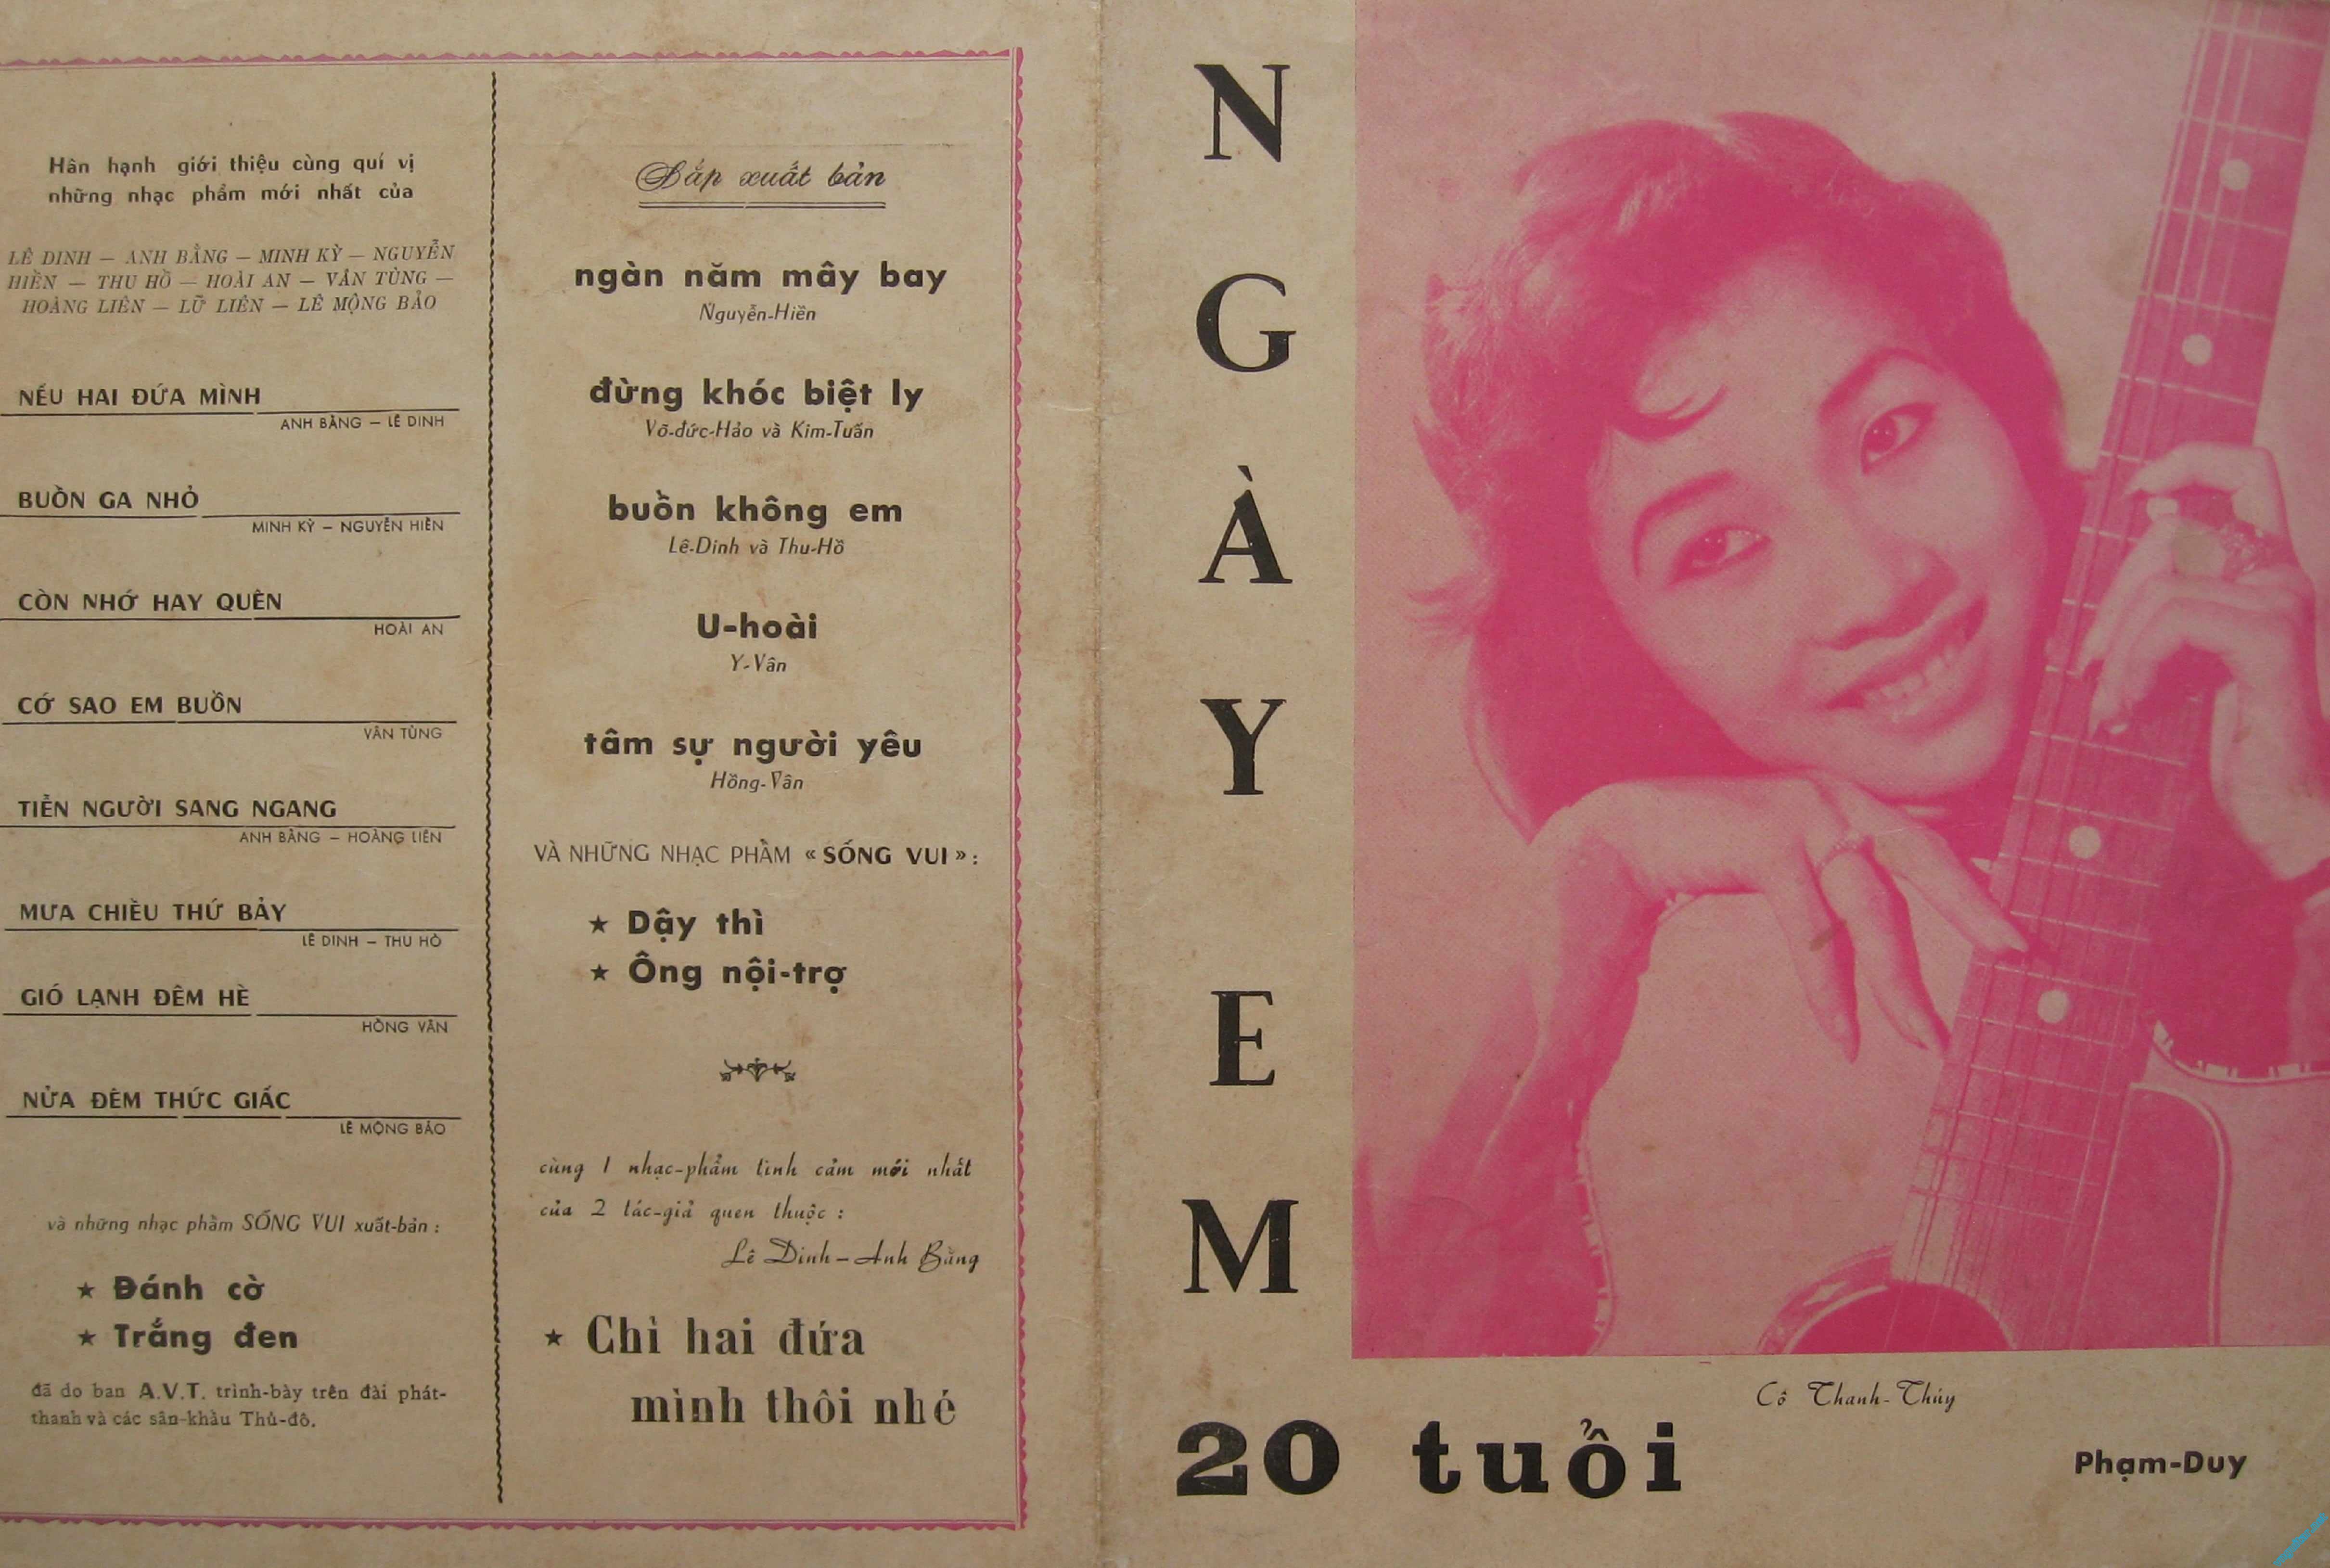 Hân hạnh giới thiệu cùng quí vị
những nhạc phẩm mới nhất của
LÊ DINH — ANH BẰNG — MINH KỲ — NGUYỄN
HIỀN — THU HỒ — HOÀI AN — VÂN TÙNG —
HOÀNG LIÊN — LỮ LIÊN — LÊ MỘNG BẢO
NẾU HAI ĐỨA MÌNH
ANH BẰNG – LÊ DINH
BUỒN GA NHỎ
MINH KỲ – NGUYỄN HIỀN
CÒN NHỚ HAY QUÊN
HOÀI AN
CỚ SAO EM BUỒN
VÂN TÙNG
TIỄN NGƯỜI SANG NGANG
ANH BẰNG – HOÀNG LIÊN
MƯA CHIỀU THỨ BẢY
LÊ DINH – THU HỒ
GIÓ LẠNH ĐÊM HÈ
HỒNG VÂN
NỬA ĐÊM THỨC GIẤC
LÊ MỘNG BẢO
và những nhạc phẩm SỐNG VUI xuất-bản :
★ Đánh cờ
★ Trắng đen
đã do ban A.V.T. trình-bày trên đài phát-
thanh và các sân-khấu Thủ-đô.
Sắp xuất bản
ngàn năm mây bay
Nguyễn-Hiền
đừng khóc biệt ly
Võ-đức-Hảo và Kim-Tuấn
buồn không em
Lê-Dinh và Thu-Hồ
U-hoài
Y-Vân
tâm sự người yêu
Hồng-Vân
VÀ NHỮNG NHẠC PHẨM « SỐNG VUI » :
★ Dậy thì
★ Ông nội-trợ
cùng 1 nhạc-phẩm tình cảm mới nhất
của 2 tác-giả quen thuộc :
Lê Dinh – Anh Bằng
★ Chỉ hai đứa
mình thôi nhé
NGÀY
EM
20 tuổi
Cô Thanh-Thúy
Phạm-Duy